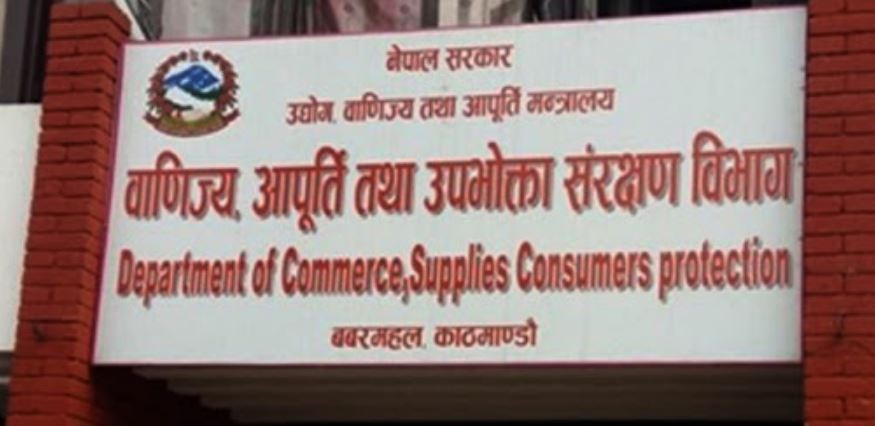 नेपाल सरकार
उद्योग, वाणिज्य तथा आपूर्ति मन्त्रालय
वाणिज्य, आपूर्ति तथा उपभोक्ता संरक्षण विभाग
Department of Commerce,Supplies Consumers protection
बबरमहल, काठमाण्डौ